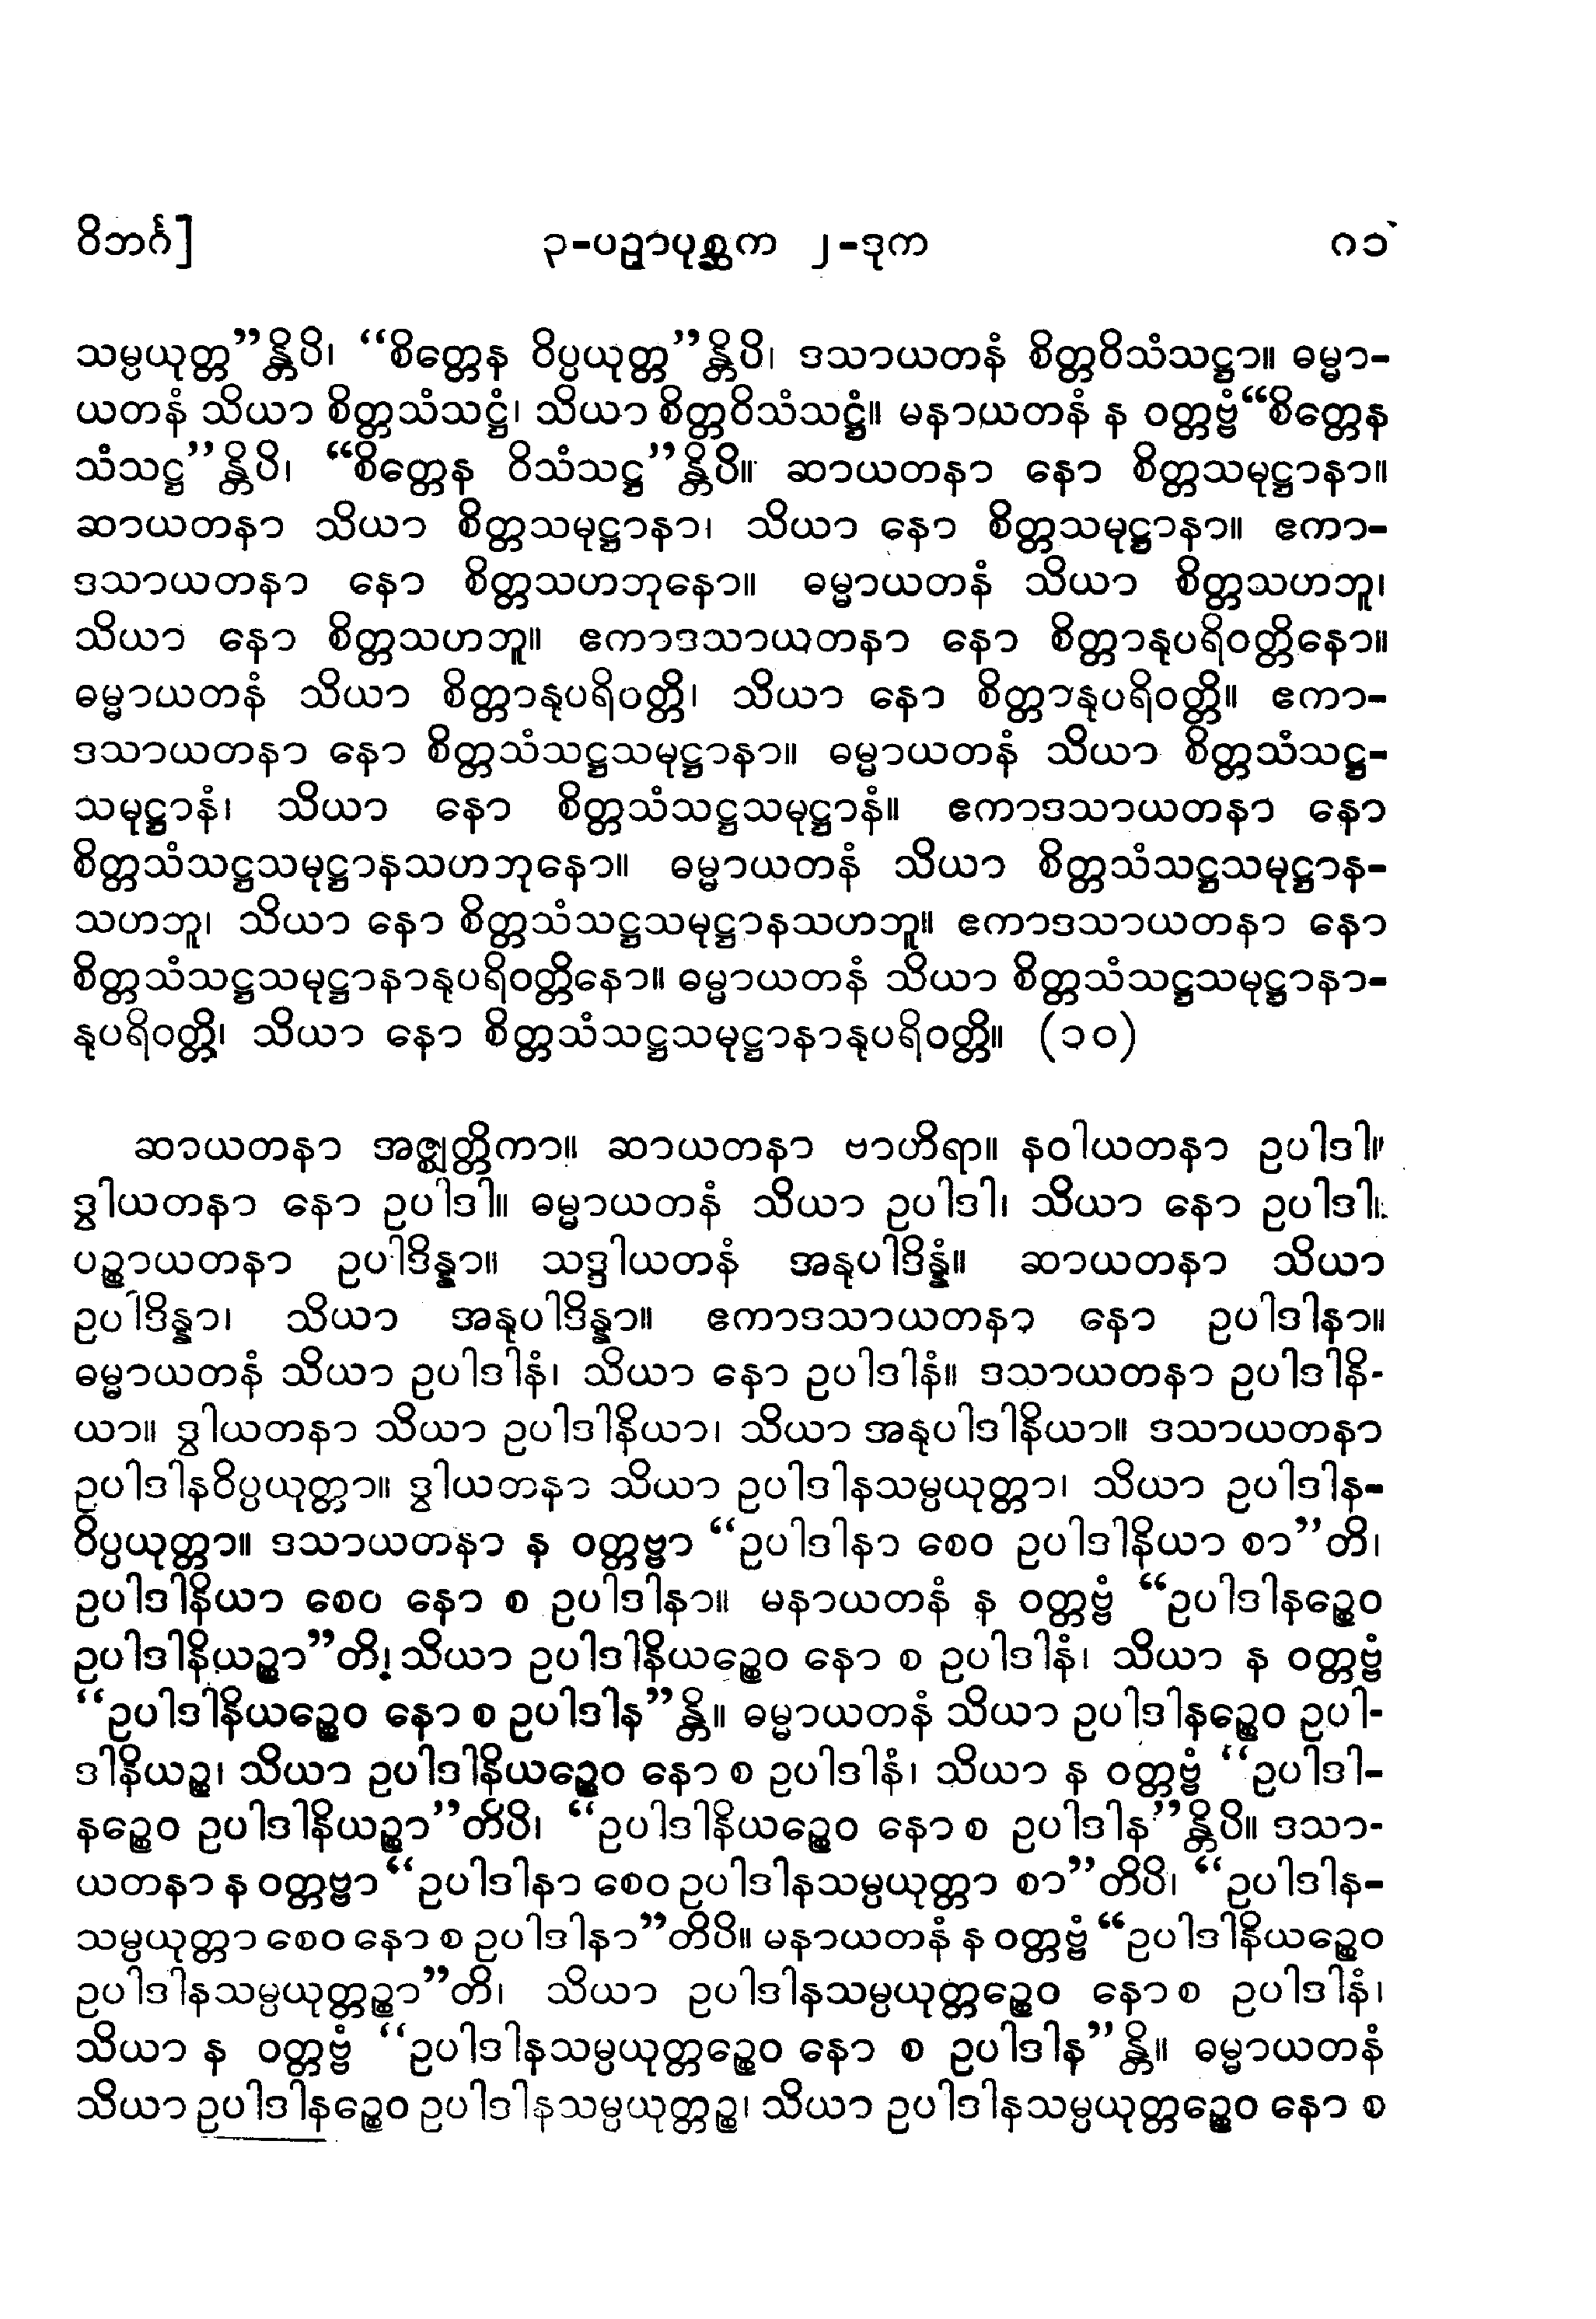 ဝိဘင်္ဂ]	၃-ပဉှာပုစ္ဆက ၂-ဒုက	၈၁
သမ္ပယုတ္တ”န္တိပိ၊ “စိတ္တေန ဝိပ္ပယုတ္တ”န္တိပိ၊ ဒသာယတနံ စိတ္တဝိသံသဋ္ဌာ။ ဓမ္မာ-
ယတနံ သိယာ စိတ္တသံသဋ္ဌံ၊ သိယာ စိတ္တဝိသံသဋ္ဌံ။ မနာယတနံ န ဝတ္တဗ္ဗံ“စိတ္တေန
သံသဋ္ဌ”န္တိပိ၊ “စိတ္တေန ဝိသံသဋ္ဌ”န္တိပိ။ ဆာယတနာ နော စိတ္တသမုဋ္ဌာနာ။
ဆာယတနာ သိယာ စိတ္တသမုဋ္ဌာနာ၊ သိယာ နော စိတ္တသမုဋ္ဌာနာ။ ဧကာ-
ဒသာယတနာ နော စိတ္တသဟဘုနော။ ဓမ္မာယတနံ သိယာ စိတ္တသဟဘူ၊
သိယာ နော စိတ္တသဟဘူ။ ဧကာဒသာယတနာ နော စိတ္တာနုပရိဝတ္တိနော။
ဓမ္မာယတနံ သိယာ စိတ္တာနုပရိဝတ္တိ၊ သိယာ နော စိတ္တာနုပရိဝတ္တိ။ ဧကာ-
ဒသာယတနာ နော စိတ္တသံသဋ္ဌသမုဋ္ဌာနာ။ ဓမ္မာယတနံ သိယာ စိတ္တသံသဋ္ဌ-
သမုဋ္ဌာနံ၊ သိယာ နော စိတ္တသံသဋ္ဌသမုဋ္ဌာနံ။ ဧကာဒသာယတနာ နော
စိတ္တသံသဋ္ဌသမုဋ္ဌာနသဟဘုနော။ ဓမ္မာယတနံ သိယာ စိတ္တသံသဋ္ဌသမုဋ္ဌာန-
သဟဘူ၊ သိယာ နော စိတ္တသံသဋ္ဌသမုဋ္ဌာနသဟဘူ။ ဧကာဒသာယတနာ နော
စိတ္တသံသဋ္ဌသမုဋ္ဌာနာနုပရိဝတ္တိနော။ ဓမ္မာယတနံ သိယာ စိတ္တသံသဋ္ဌသမုဋ္ဌာနာ-
နုပရိဝတ္တိ၊ သိယာ နော စိတ္တသံသဋ္ဌသမုဋ္ဌာနာနုပရိဝတ္တိ။ (၁၀)
ဆာယတနာ အဇ္ဈတ္တိကာ။ ဆာယတနာ ဗာဟိရာ။ နဝါယတနာ ဥပါဒါ။
ဒွါယတနာ နော ဥပါဒါ။ ဓမ္မာယတနံ သိယာ ဥပါဒါ၊ သိယာ နော ဥပါဒါ။
ပဉ္စာယတနာ ဥပါဒိန္နာ။ သဒ္ဒါယတနံ အနုပါဒိန္နံ။ ဆာယတနာ သိယာ
ဥပါဒိန္နာ၊ သိယာ အနုပါဒိန္နာ။ ဧကာဒသာယတနာ နော ဥပါဒါနာ။
ဓမ္မာယတနံ သိယာ ဥပါဒါနံ၊ သိယာ နော ဥပါဒါနံ။ ဒသာယတနာ ဥပါဒါနိ-
ယာ။ ဒွါယတနာ သိယာ ဥပါဒါနိယာ၊ သိယာ အနုပါဒါနိယာ။ ဒသာယတနာ
ဥပါဒါနဝိပ္ပယုတ္တာ။ ဒွါယတနာ သိယာ ဥပါဒါနသမ္ပယုတ္တာ၊ သိယာ ဥပါဒါန-
ဝိပ္ပယုတ္တာ။ ဒသာယတနာ န ဝတ္တဗ္ဗာ “ဥပါဒါနာ စေဝ ဥပါဒါနိယာ စာ”တိ၊
ဥပါဒါနိယာ စေဝ နော စ ဥပါဒါနာ။ မနာယတနံ န ဝတ္တဗ္ဗံ “ဥပါဒါနဉ္စေဝ
ဥပါဒါနိယဉ္စာ”တိ၊ သိယာ ဥပါဒါနိယဉ္စေဝ နော စ ဥပါဒါနံ၊ သိယာ န ဝတ္တဗ္ဗံ
“ဥပါဒါနိယဉ္စေဝ နော စ ဥပါဒါန”န္တိ။ ဓမ္မာယတနံ သိယာ ဥပါဒါနဉ္စေဝ ဥပါ-
ဒါနိယဉ္စ၊ သိယာ ဥပါဒါနိယဉ္စေဝ နော စ ဥပါဒါနံ၊ သိယာ န ဝတ္တဗ္ဗံ “ဥပါဒါ-
နဉ္စေဝ ဥပါဒါနိယဉ္စာ”တိပိ၊ “ဥပါဒါနိယဉ္စေဝ နော စ ဥပါဒါန”န္တိပိ။ ဒသာ-
ယတနာ န ဝတ္တဗ္ဗာ“ဥပါဒါနာ စေဝ ဥပါဒါနသမ္ပယုတ္တာ စာ”တိပိ၊ “ဥပါဒါန-
သမ္ပယုတ္တာ စေဝ နော စ ဥပါဒါနာ”တိပိ။ မနာယတနံ န ဝတ္တဗ္ဗံ“ဥပါဒါနိယဉ္စေဝ
ဥပါဒါနသမ္ပယုတ္တဉ္စာ”တိ၊ သိယာ ဥပါဒါနသမ္ပယုတ္တဉ္စေဝ နော စ ဥပါဒါနံ၊
သိယာ န ဝတ္တဗ္ဗံ “ဥပါဒါနသမ္ပယုတ္တဉ္စေဝ နော စ ဥပါဒါန”န္တိ။ ဓမ္မာယတနံ
သိယာ ဥပါဒါနဉ္စေဝ ဥပါဒါနသမ္ပယုတ္တဉ္စ၊ သိယာ ဥပါဒါနသမ္ပယုတ္တဉ္စေဝ နော စ